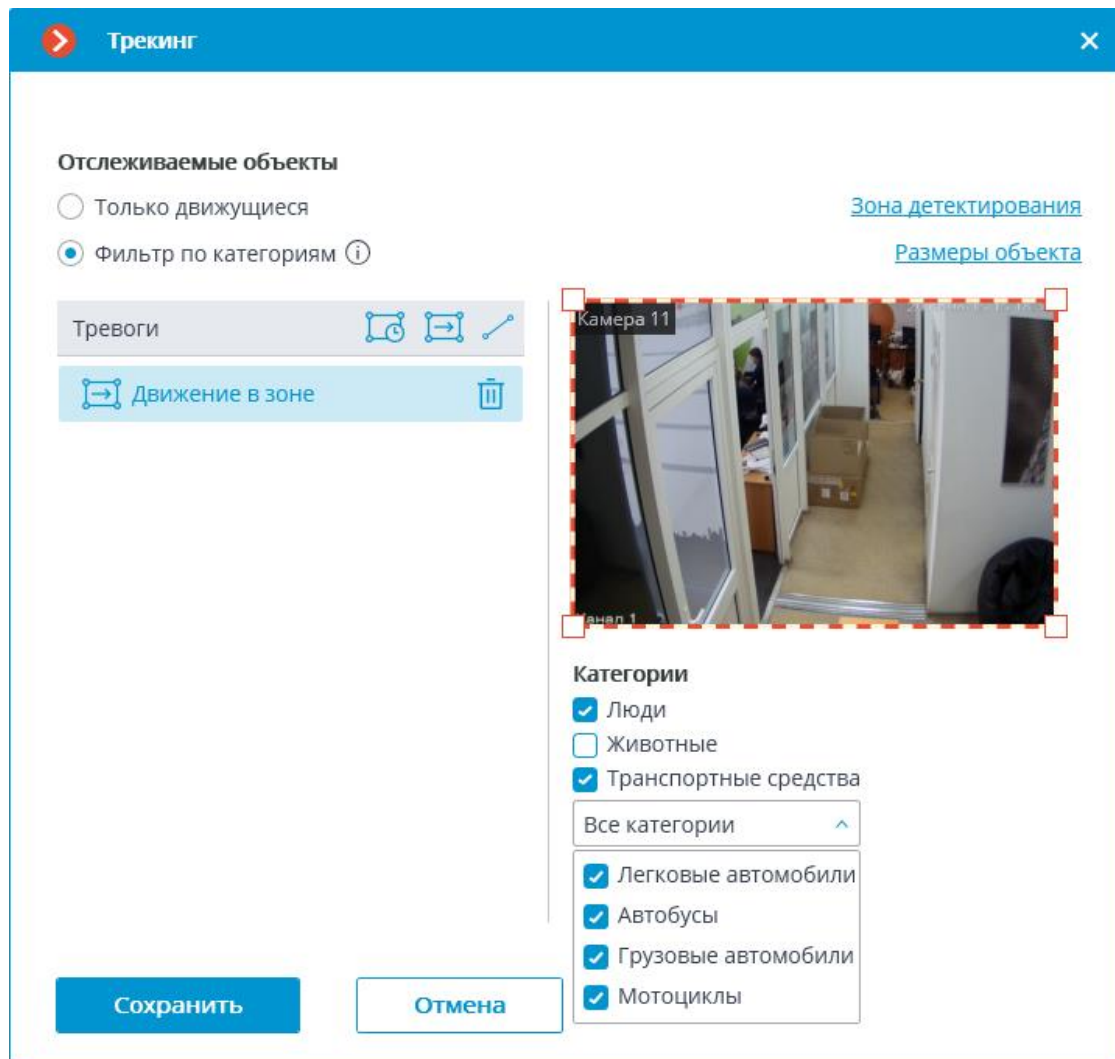 Трекинг
Отслеживаемые объекты
Только движущиеся
Зона детектирования
Фильтр по категориям
Размеры объекта
Тревоги
Камера 11
Движение в зоне
Канал 1
Категории
Люди
Животные
Транспортные средства
Все категории
Легковые автомобили
Автобусы
Грузовые автомобили
Мотоциклы
Сохранить
Отмена